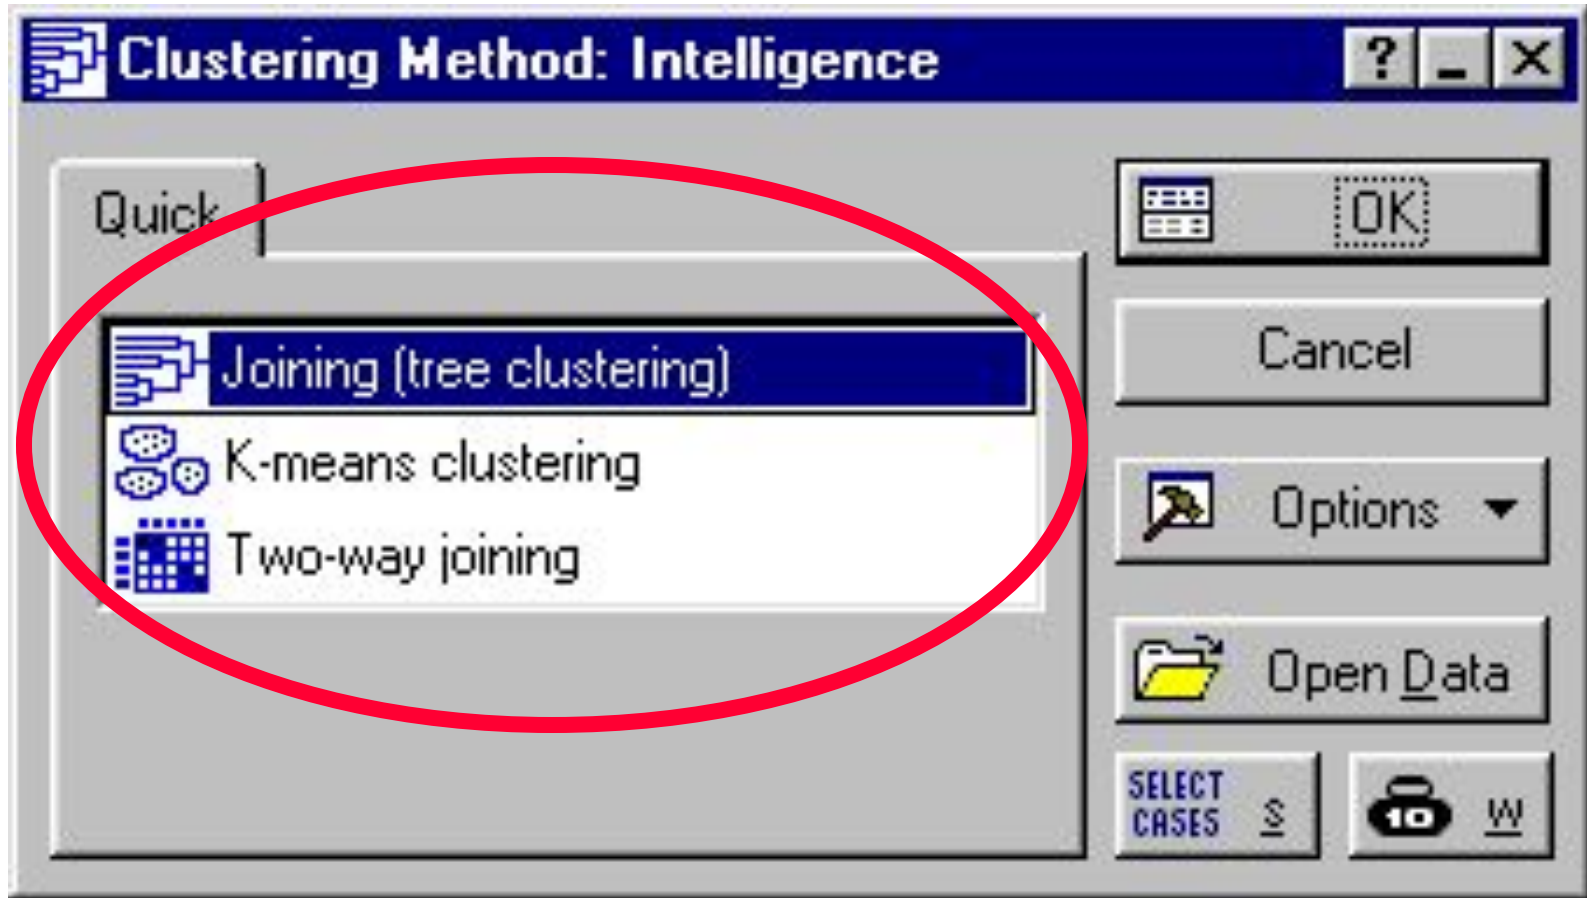 Clustering Method: Intelligence
?
Quick
OK
Joining (tree clustering)
Cancel
K-means clustering
Options
Two-way joining
Open Data
SELECT
CASES S
10 W